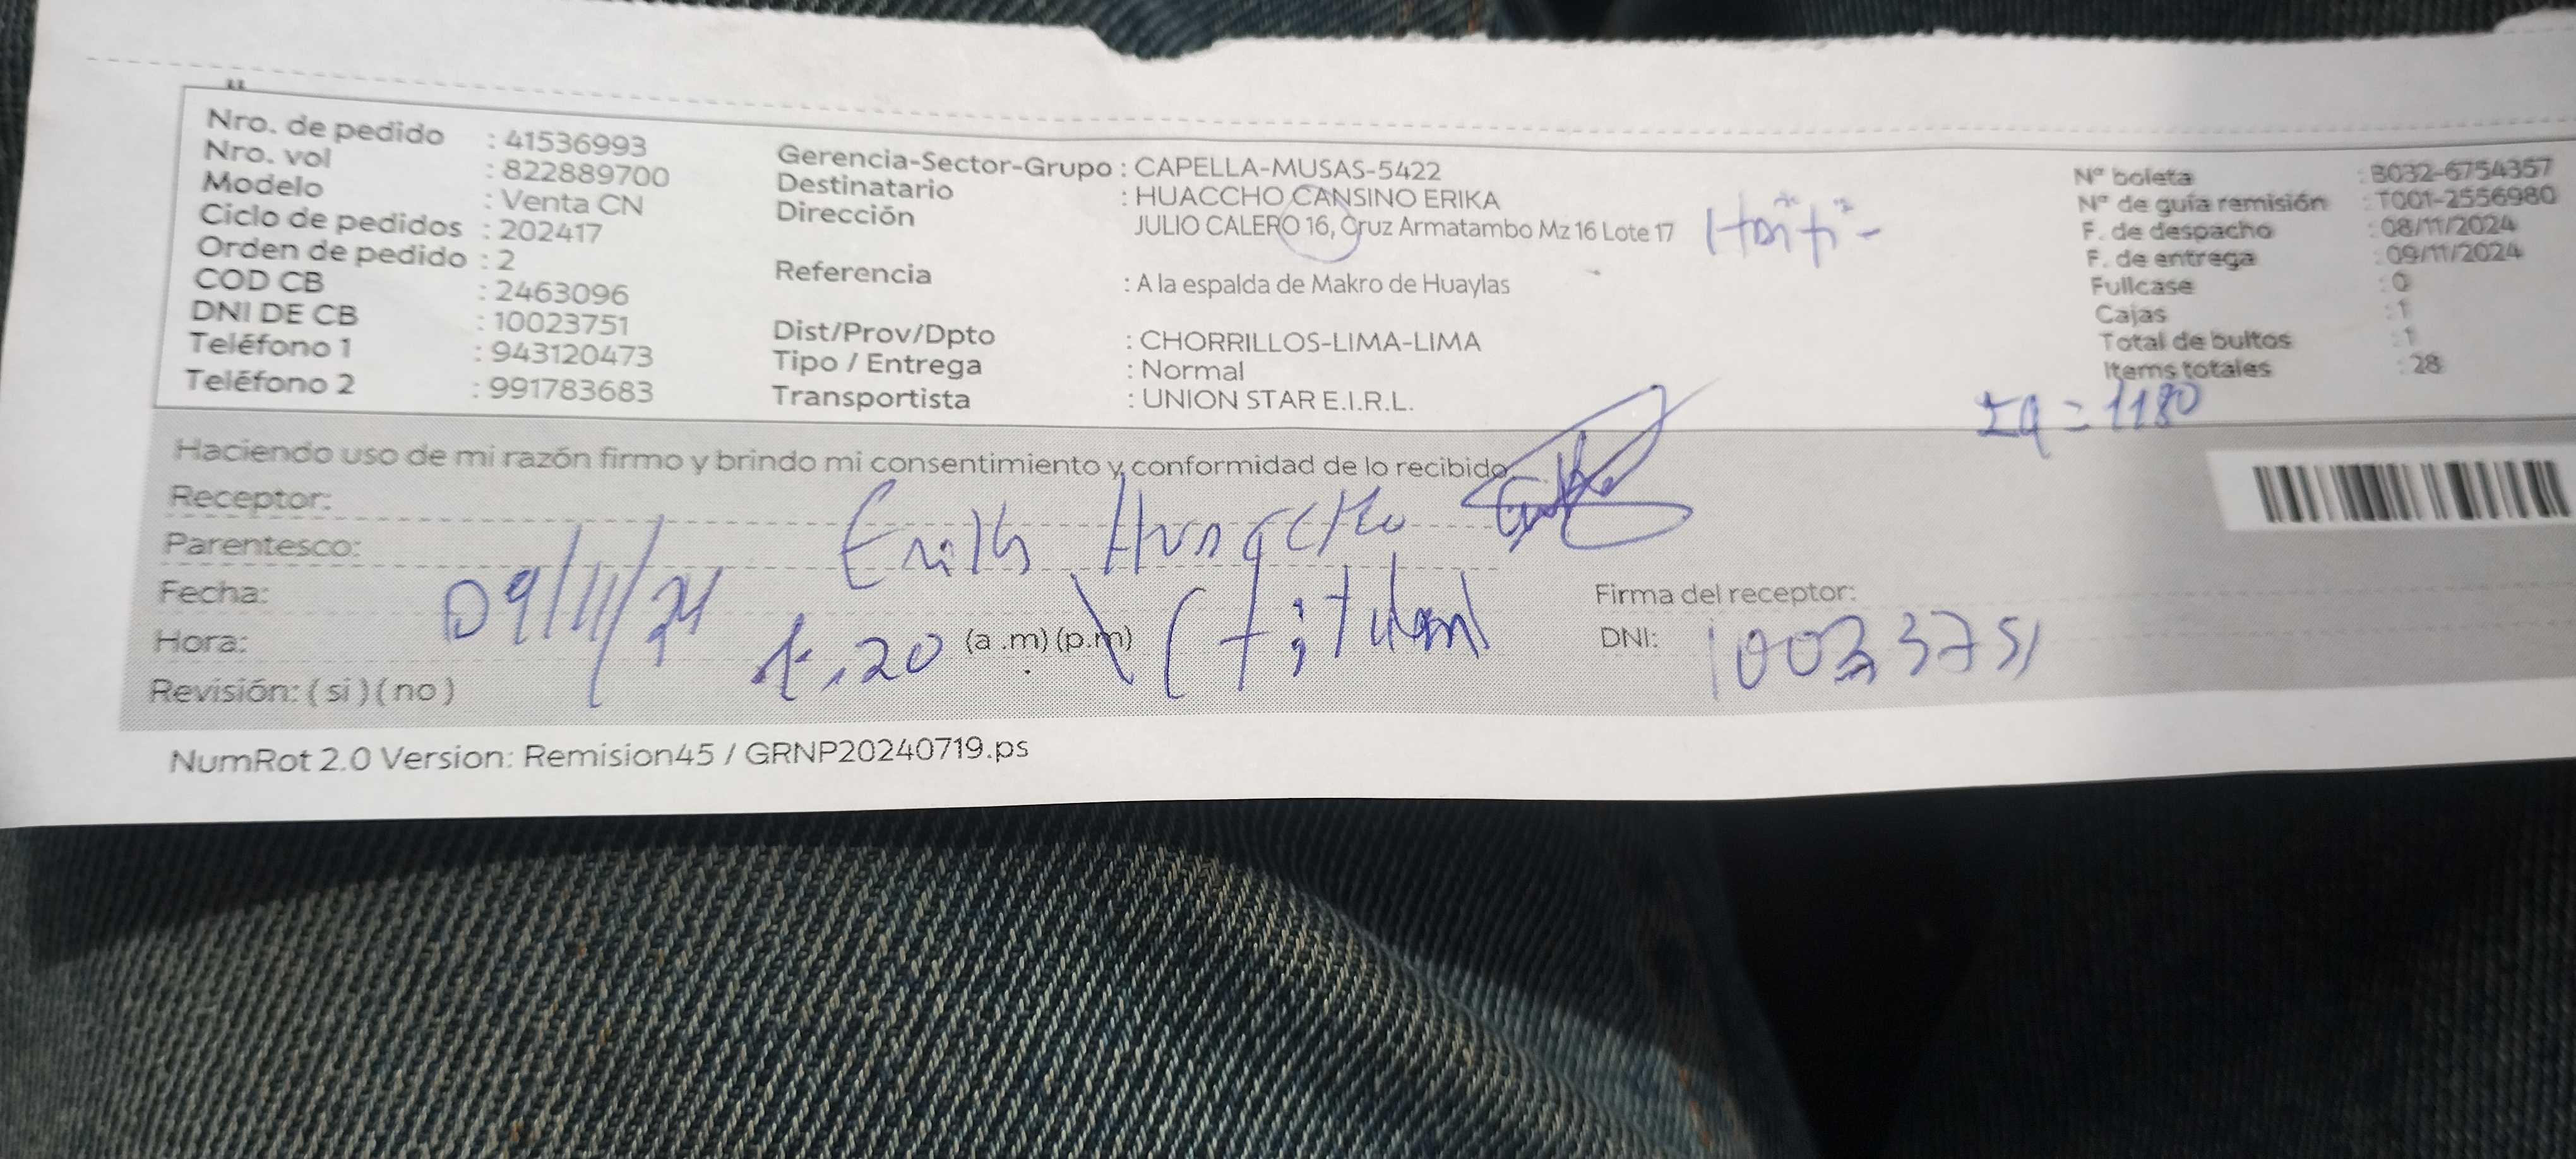 Nro. de pedido : 41536993
Nro. vol : 822889700
Modelo : Venta CN
Ciclo de pedidos : 202417
Orden de pedido : 2
COD CB : 2463096
DNI DE CB : 10023751
Teléfono 1 : 943120473
Teléfono 2 : 991783683
Gerencia-Sector-Grupo : CAPELLA-MUSAS-5422
Destinatario : HUACCHO CANSINO ERIKA
Dirección JULIO CALERO 16, Cruz Armatambo Mz 16 Lote 17
Referencia : A la espalda de Makro de Huaylas
Dist/Prov/Dpto : CHORRILLOS-LIMA-LIMA
Tipo / Entrega : Normal
Transportista : UNION STAR E.I.R.L.
N° boleta : B032-6754357
N° de guía remisión : T001-2556980
F. de despacho : 08/11/2024
F. de entrega : 09/11/2024
Fullcase : 0
Cajas : 1
Total de bultos : 1
Items totales : 28
= 1180
Haciendo uso de mi razón firmo y brindo mi consentimiento y conformidad de lo recibido
Receptor: Erika Huaccho
Parentesco:
Fecha: 09/11/24
Hora: 1:20 (a .m) (p.m) (titular)
Revisión: ( si ) ( no )
Firma del receptor:
DNI: 10023751
NumRot 2.0 Version: Remision45 / GRNP20240719.ps